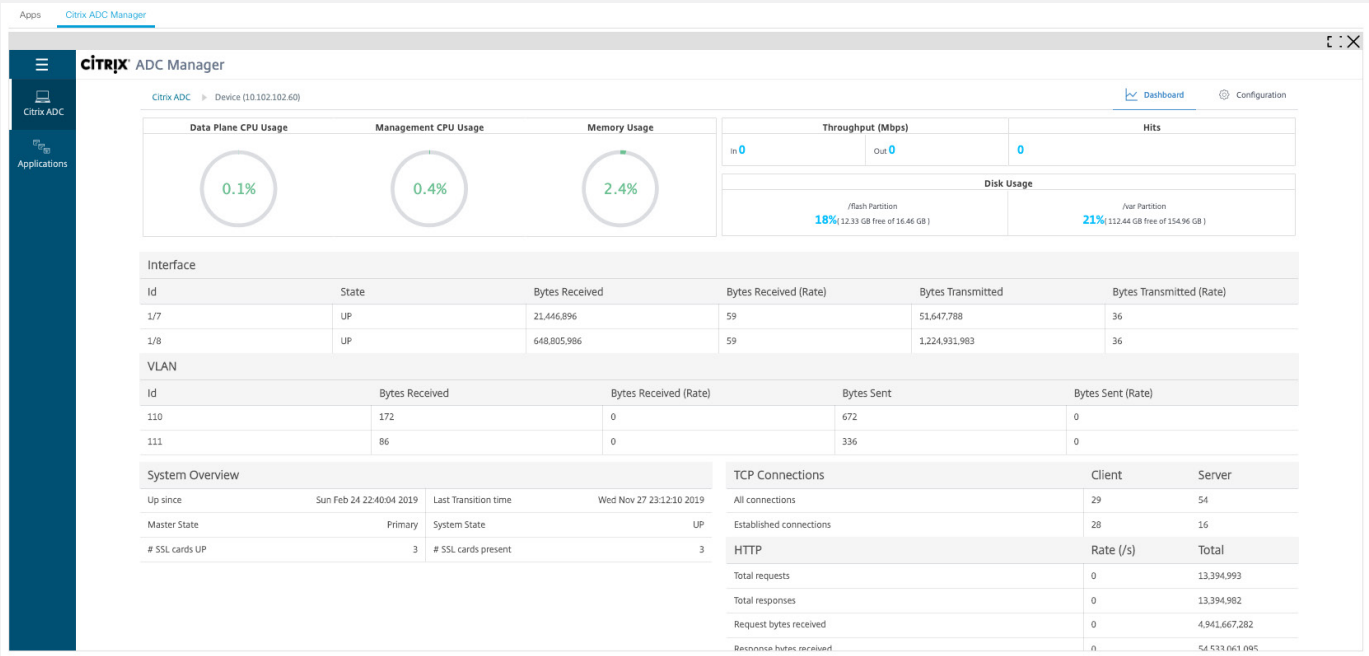 Apps Citrix ADC Manager
CİTRIX ADC Manager
Citrix ADC
Applications
Citrix ADC Device (10.102.102.60) Dashboard Configuration
Data Plane CPU Usage Management CPU Usage Memory Usage
0.1% 0.4% 2.4%
Throughput (Mbps) Hits
In 0 Out 0 0
Disk Usage
/flash Partition /var Partition
18%( 12.33 GB free of 16.46 GB ) 21%( 112.44 GB free of 154.96 GB )
Interface
Id State Bytes Received Bytes Received (Rate) Bytes Transmitted Bytes Transmitted (Rate)
1/7 UP 21,446,896 59 51,647,788 36
1/8 UP 648,805,986 59 1,224,931,983 36
VLAN
Id Bytes Received Bytes Received (Rate) Bytes Sent Bytes Sent (Rate)
110 172 0 672 0
111 86 0 336 0
System Overview
Up since Sun Feb 24 22:40:04 2019 Last Transition time Wed Nov 27 23:12:10 2019
Master State Primary System State UP
# SSL cards UP 3 # SSL cards present 3
TCP Connections Client Server
All connections 29 54
Established connections 28 16
HTTP Rate (/s) Total
Total requests 0 13,394,993
Total responses 0 13,394,982
Request bytes received 0 4,941,667,282
Response bytes received 0 54,533,061,095